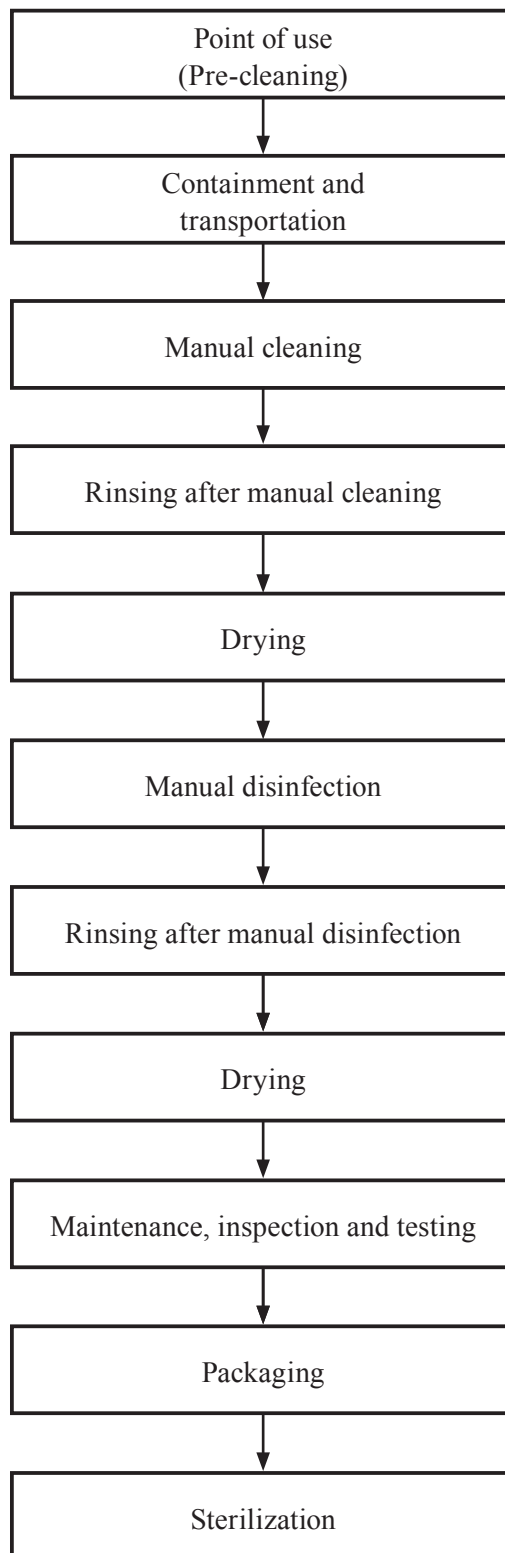 Point of use
(Pre-cleaning)
Containment and
transportation
Manual cleaning
Rinsing after manual cleaning
Drying
Manual disinfection
Rinsing after manual disinfection
Drying
Maintenance, inspection and testing
Packaging
Sterilization